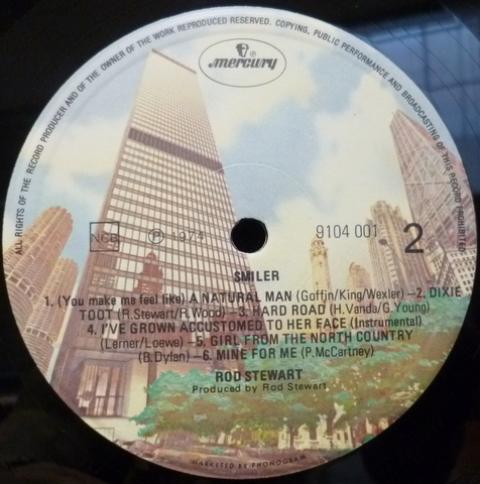 ALL RIGHTS OF THE RECORD PRODUCER AND OF THE OWNER OF THE WORK REPRODUCED RESERVED. COPYING, PUBLIC PERFORMANCE AND BROADCASTING OF THIS RECORD PROHIBITED
mercury
NCB ℗ 1974 9104 001 2
SMILER
1. (You make me feel like) A NATURAL MAN (Goffin/King/Wexler) – 2. DIXIE
TOOT (R.Stewart/R.Wood) – 3. HARD ROAD (H.Vanda/G.Young)
4. I'VE GROWN ACCUSTOMED TO HER FACE (Instrumental)
(Lerner/Loewe) – 5. GIRL FROM THE NORTH COUNTRY
(B.Dylan) – 6. MINE FOR ME (P.McCartney)
ROD STEWART
Produced by Rod Stewart
MARKETED BY PHONOGRAM